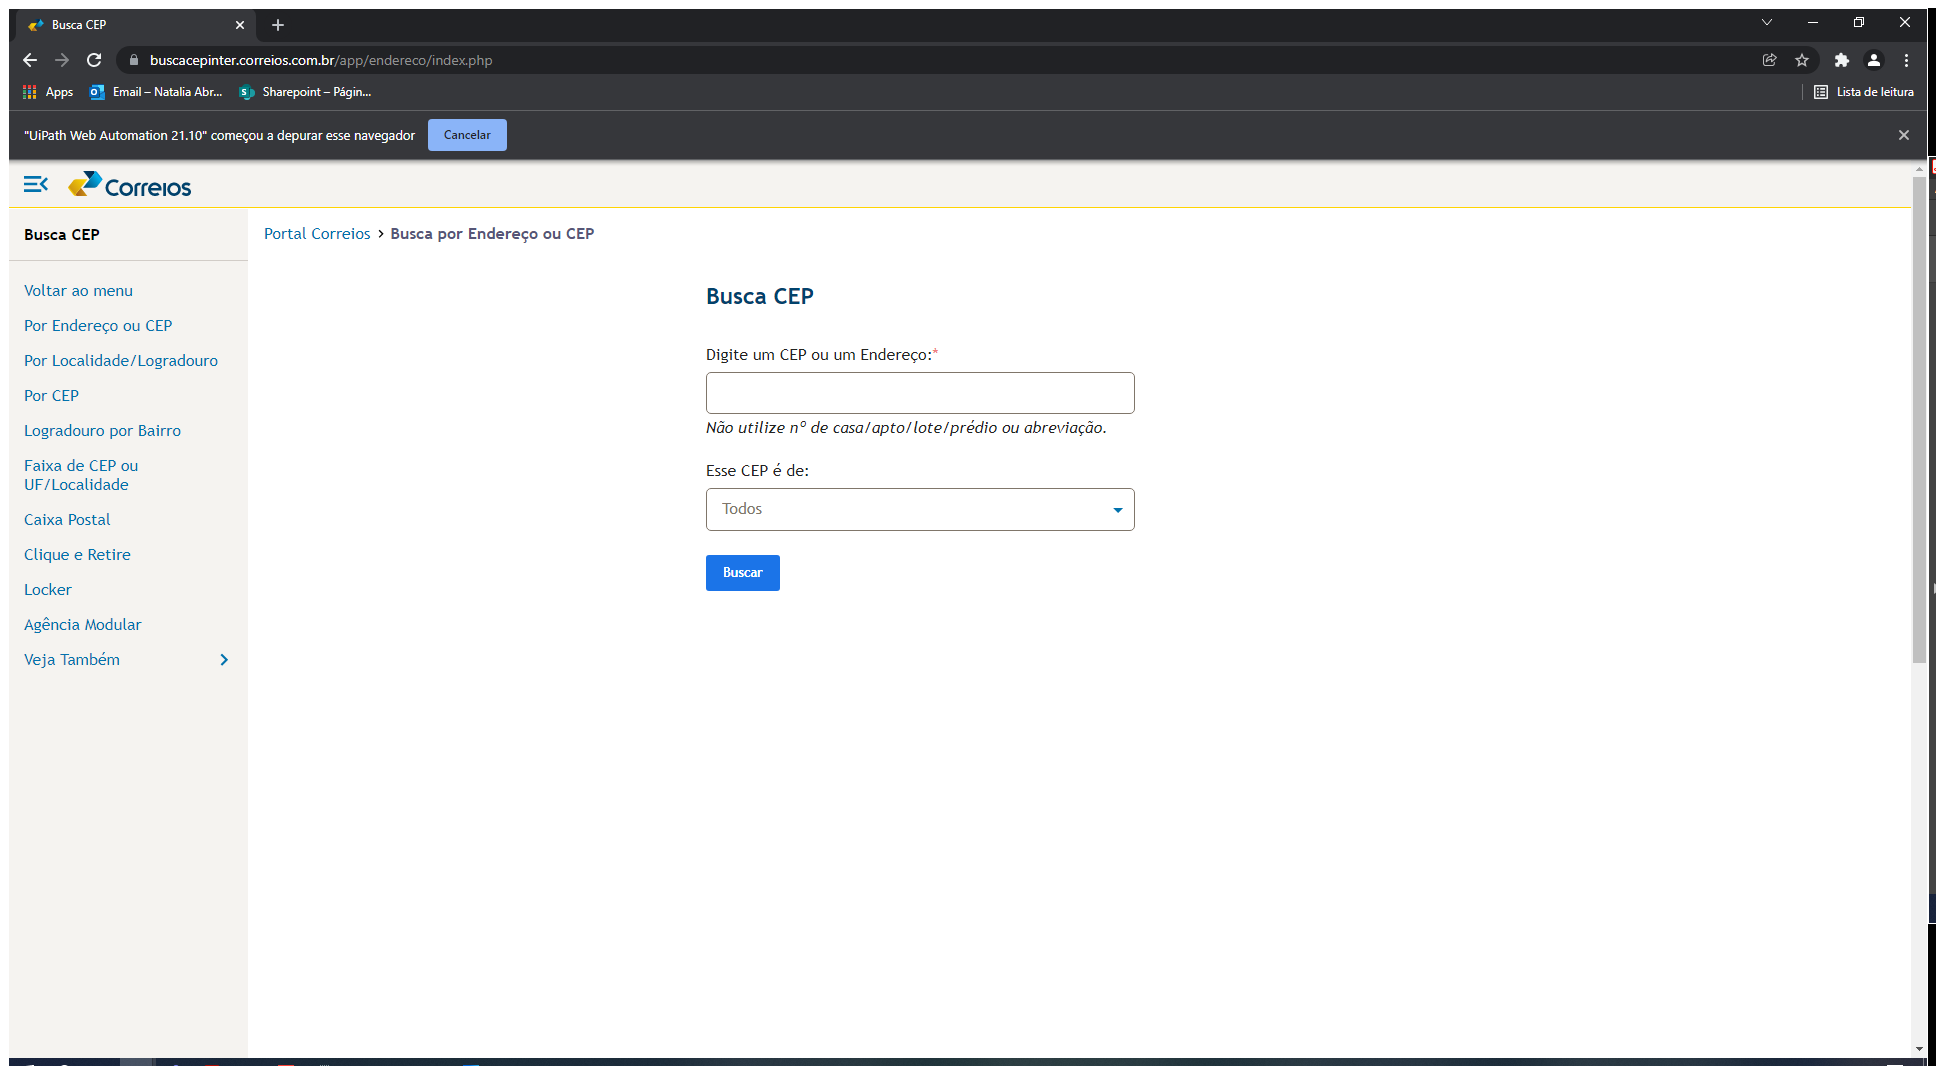 Busca CEP
buscacepinter.correios.com.br/app/endereco/index.php
Apps
Email – Natalia Abr...
Sharepoint – Págin...
Lista de leitura
"UiPath Web Automation 21.10" começou a depurar esse navegador
Cancelar
Correios
Busca CEP
Voltar ao menu
Por Endereço ou CEP
Por Localidade/Logradouro
Por CEP
Logradouro por Bairro
Faixa de CEP ou
UF/Localidade
Caixa Postal
Clique e Retire
Locker
Agência Modular
Veja Também
Portal Correios > Busca por Endereço ou CEP
Busca CEP
Digite um CEP ou um Endereço:*
Não utilize nº de casa/apto/lote/prédio ou abreviação.
Esse CEP é de:
Todos
Buscar